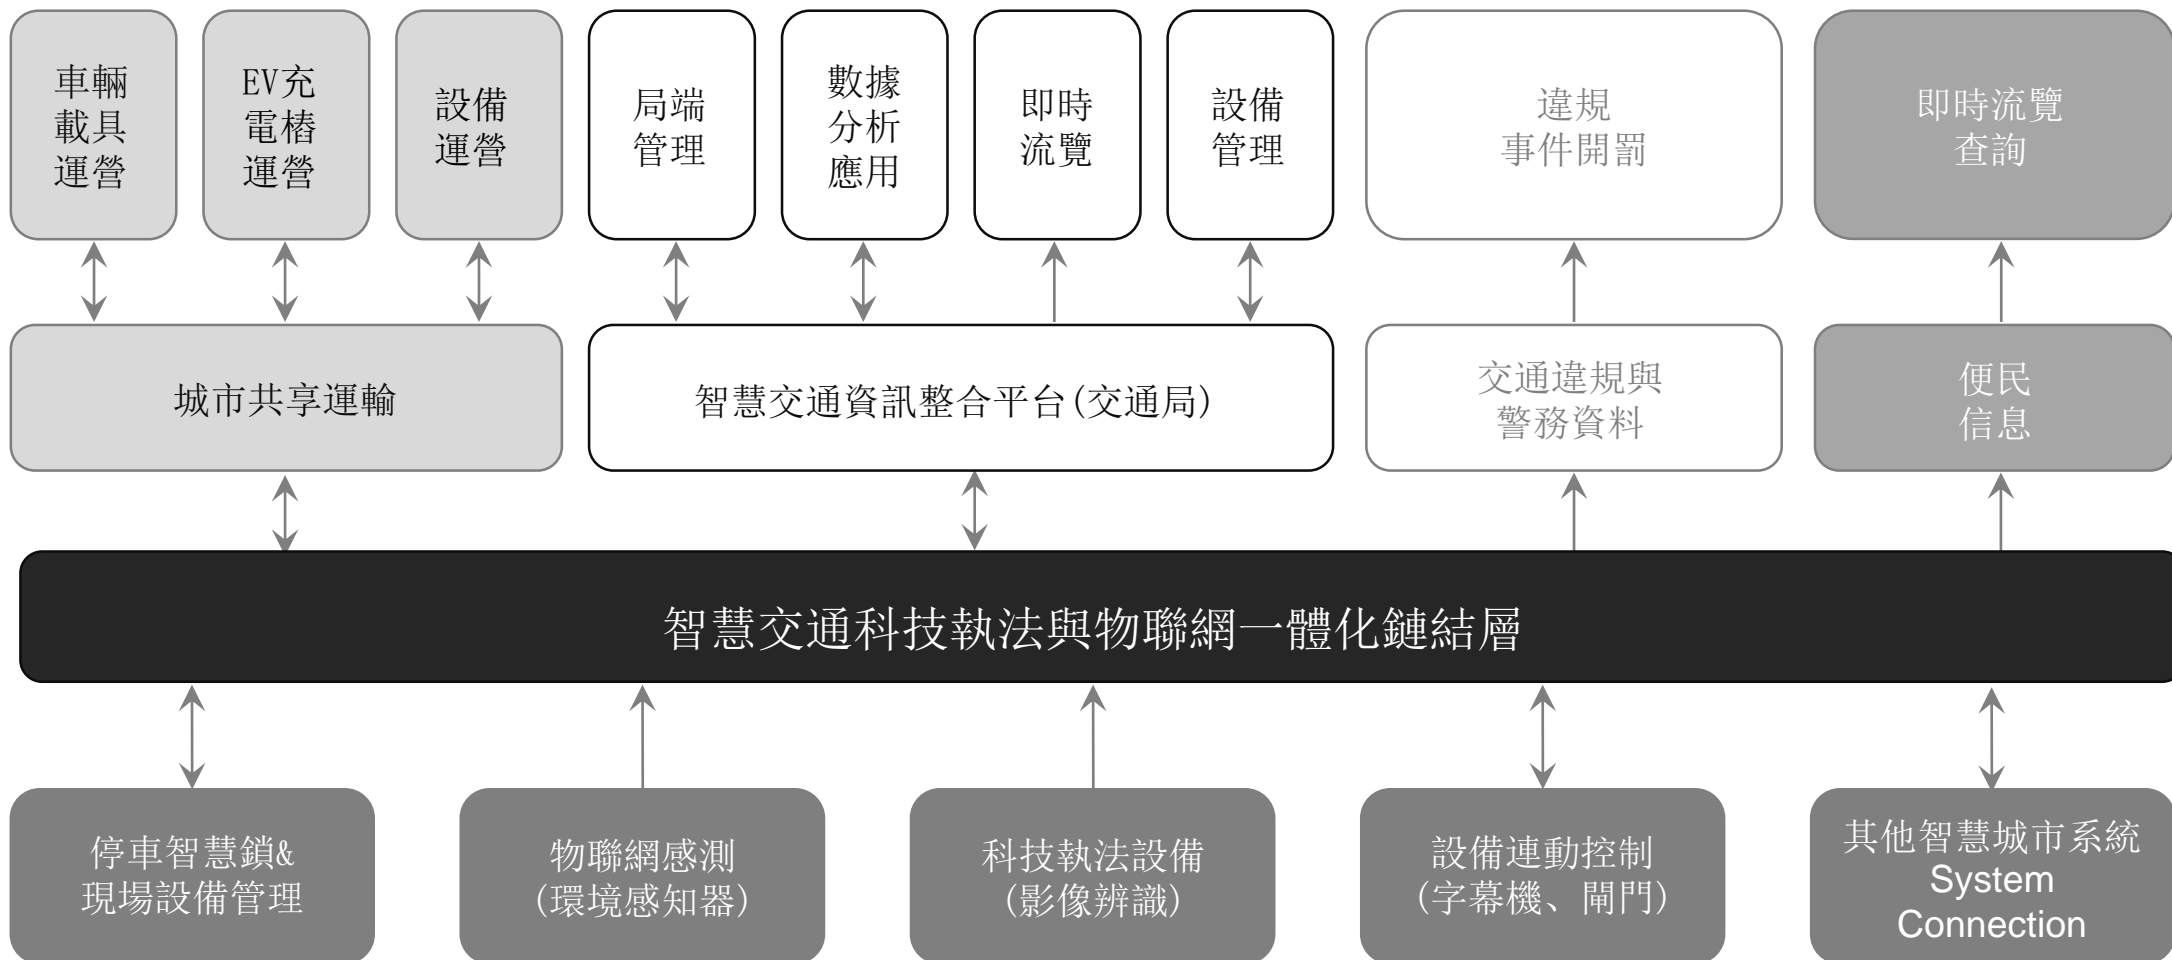 車輛
載具
運營
EV充
電樁
運營
設備
運營
局端
管理
數據
分析
應用
即時
流覽
設備
管理
違規
事件開罰
即時流覽
查詢
城市共享運輸
智慧交通資訊整合平台(交通局)
交通違規與
警務資料
便民
信息
智慧交通科技執法與物聯網一體化鏈結層
停車智慧鎖&
現場設備管理
物聯網感測
(環境感知器)
科技執法設備
(影像辨識)
設備連動控制
(字幕機、閘門)
其他智慧城市系統
System
Connection